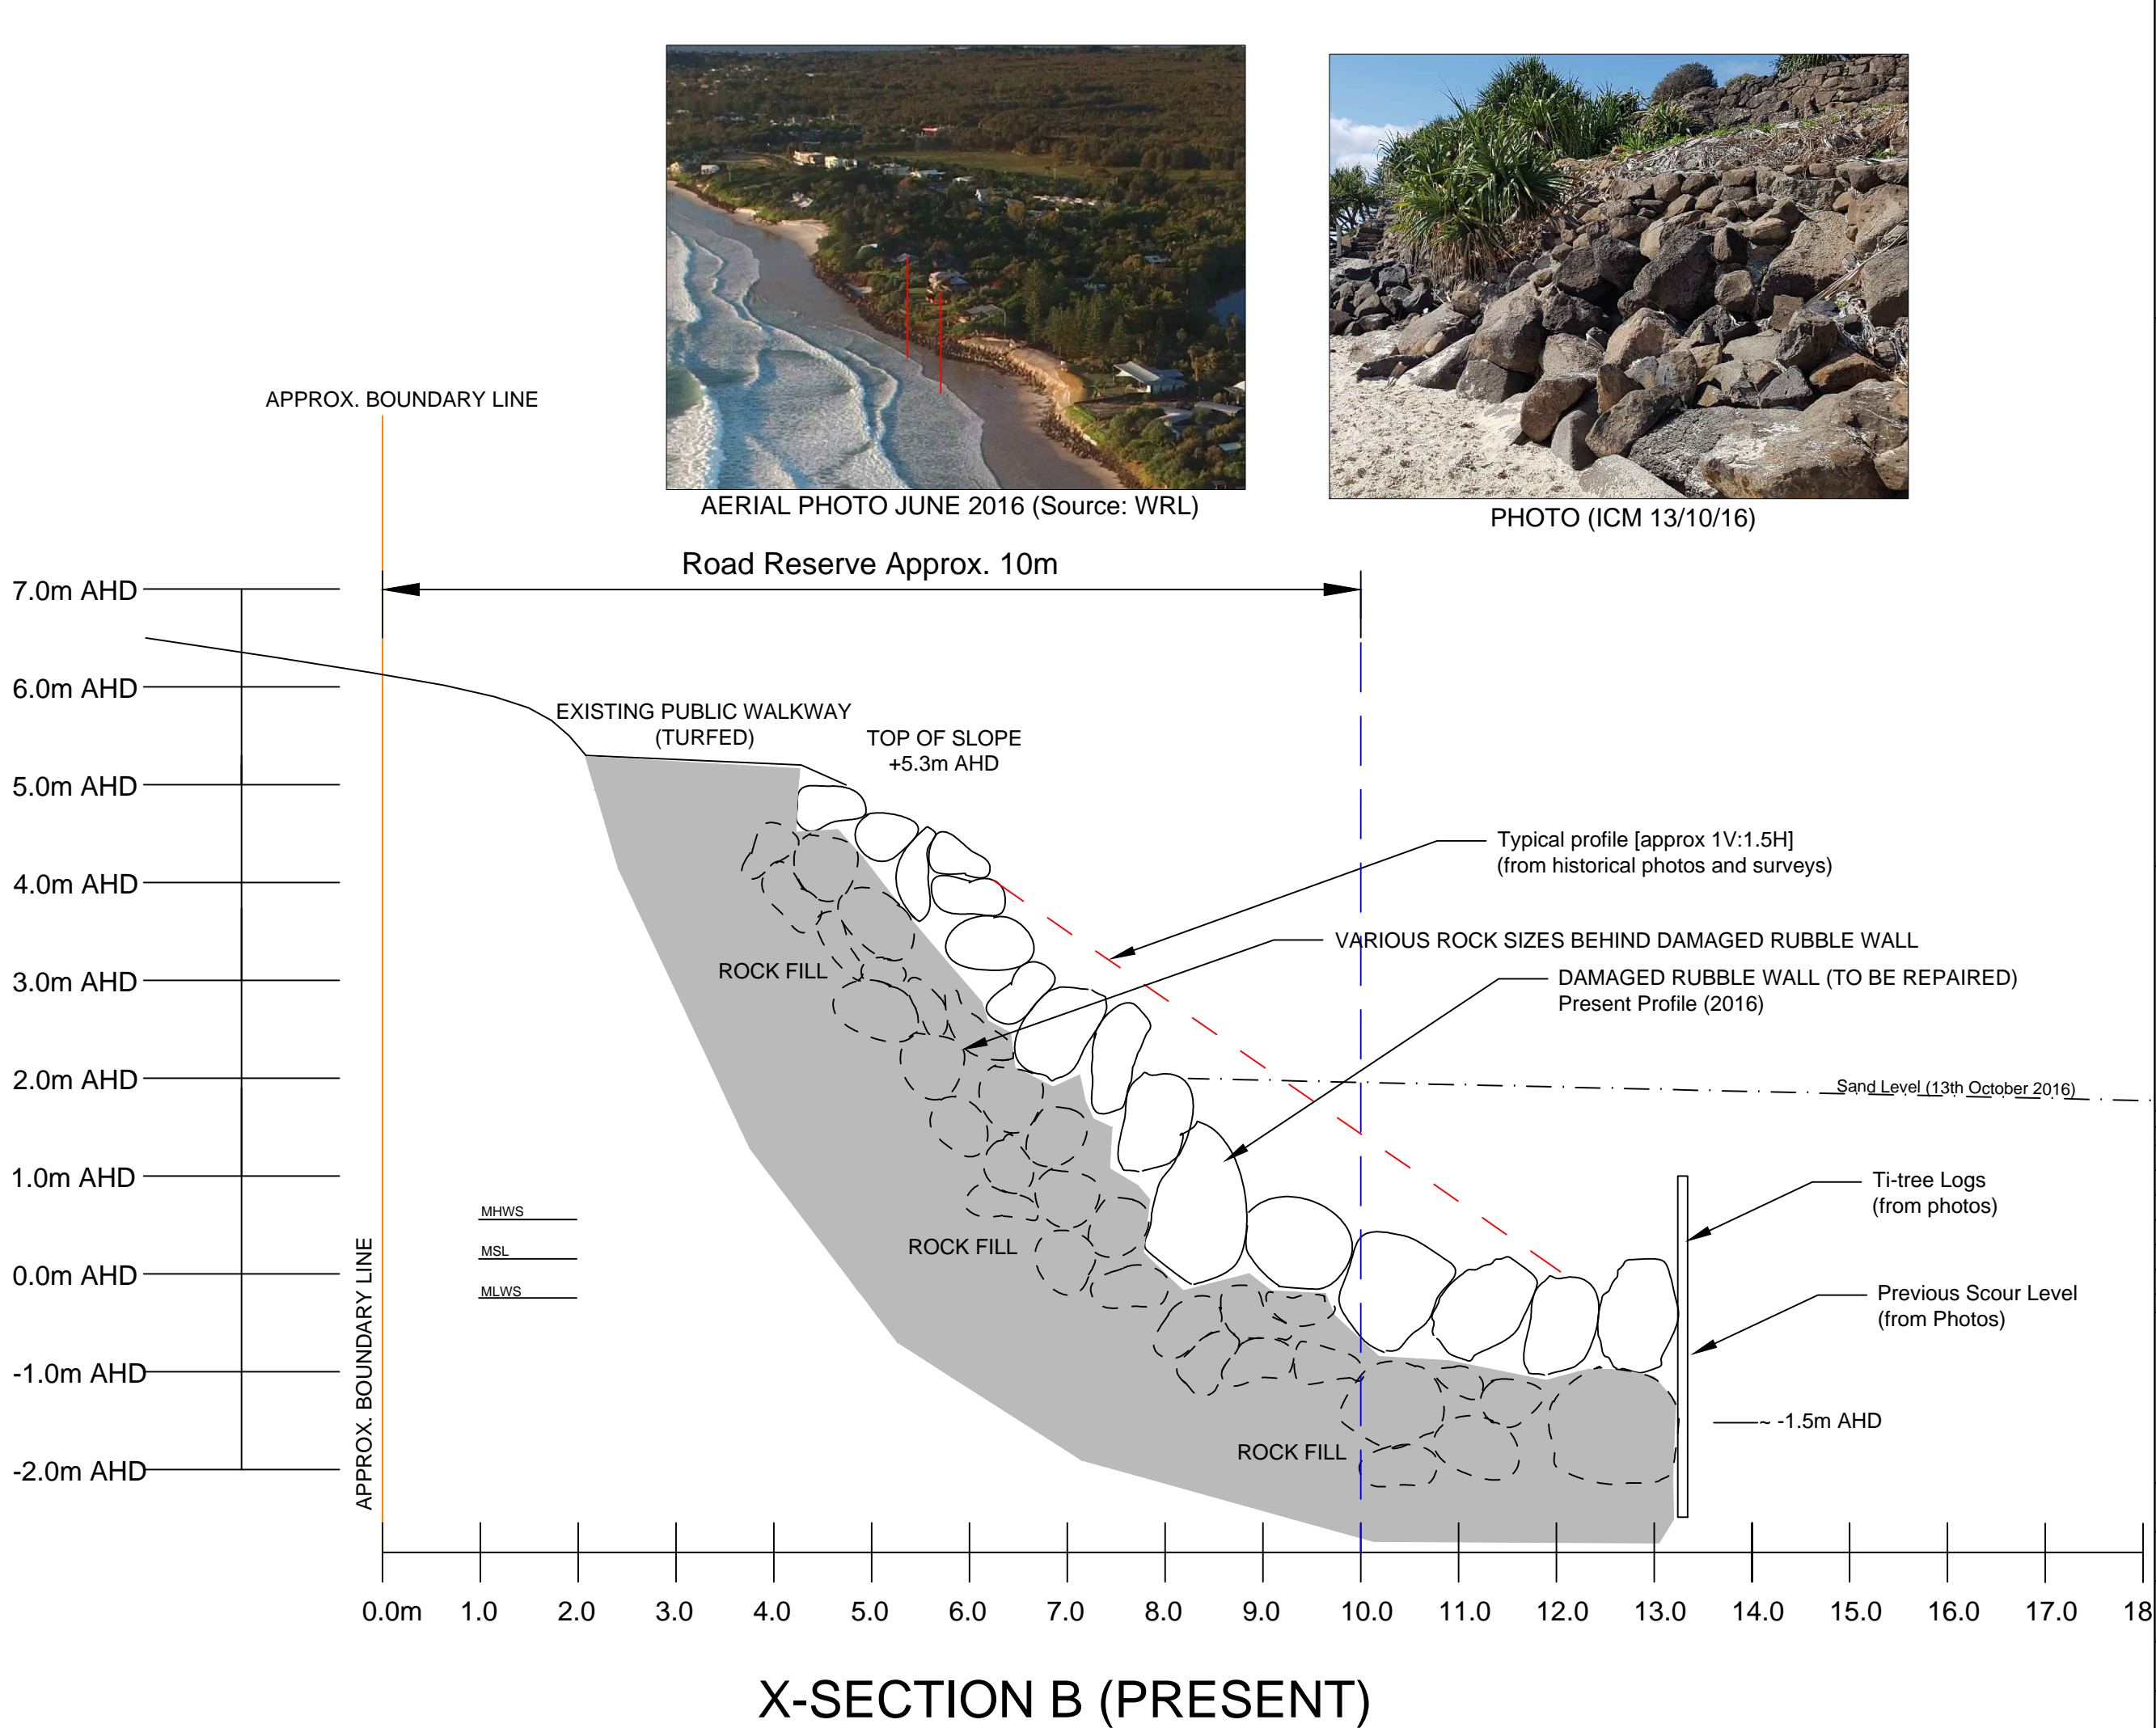 AERIAL PHOTO JUNE 2016 (Source: WRL)
PHOTO (ICM 13/10/16)
APPROX. BOUNDARY LINE
Road Reserve Approx. 10m
7.0m AHD
6.0m AHD
5.0m AHD
4.0m AHD
3.0m AHD
2.0m AHD
1.0m AHD
0.0m AHD
-1.0m AHD
-2.0m AHD
EXISTING PUBLIC WALKWAY
(TURFED)
TOP OF SLOPE
+5.3m AHD
Typical profile [approx 1V:1.5H]
(from historical photos and surveys)
VARIOUS ROCK SIZES BEHIND DAMAGED RUBBLE WALL
DAMAGED RUBBLE WALL (TO BE REPAIRED)
Present Profile (2016)
ROCK FILL
Sand Level (13th October 2016)
Ti-tree Logs
(from photos)
MHWS
MSL
MLWS
ROCK FILL
Previous Scour Level
(from Photos)
APPROX. BOUNDARY LINE
~ -1.5m AHD
ROCK FILL
0.0m 1.0 2.0 3.0 4.0 5.0 6.0 7.0 8.0 9.0 10.0 11.0 12.0 13.0 14.0 15.0 16.0 17.0 18
X-SECTION B (PRESENT)